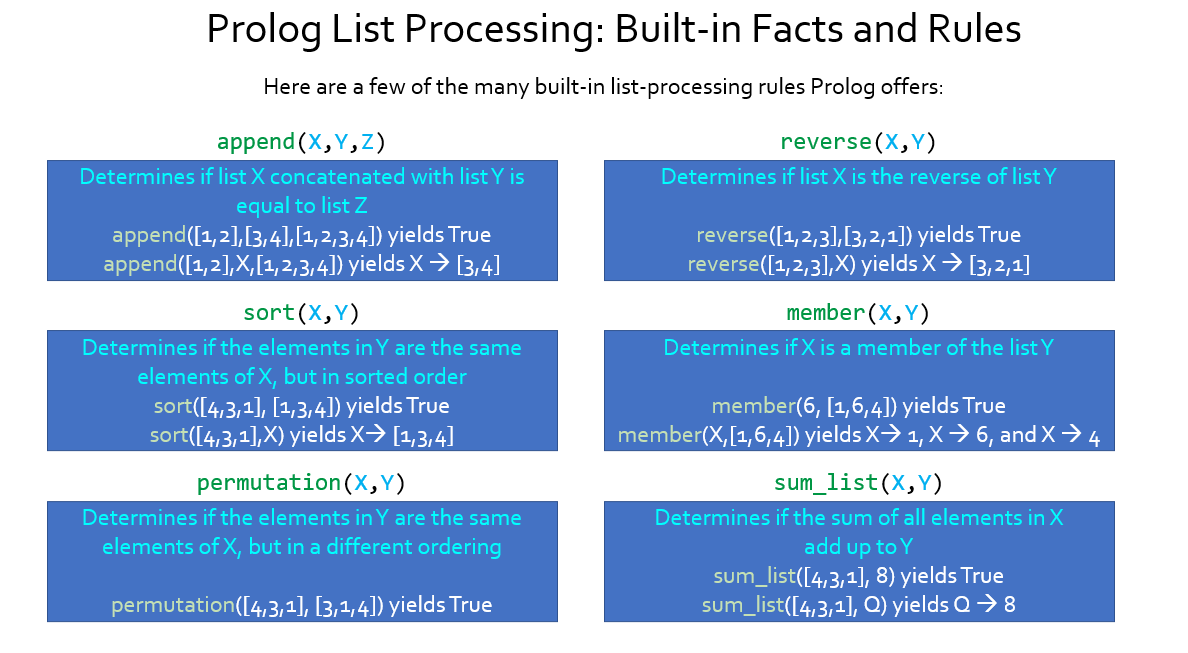 Prolog List Processing: Built-in Facts and Rules
Here are a few of the many built-in list-processing rules Prolog offers:
append(X,Y,Z)
Determines if list X concatenated with list Y is
equal to list Z
append([1,2],[3,4],[1,2,3,4]) yields True
append([1,2],X,[1,2,3,4]) yields X → [3,4]
reverse(X,Y)
Determines if list X is the reverse of list Y
reverse([1,2,3],[3,2,1]) yields True
reverse([1,2,3],X) yields X → [3,2,1]
sort(X,Y)
Determines if the elements in Y are the same
elements of X, but in sorted order
sort([4,3,1], [1,3,4]) yields True
sort([4,3,1],X) yields X→ [1,3,4]
member(X,Y)
Determines if X is a member of the list Y
member(6, [1,6,4]) yields True
member(X,[1,6,4]) yields X→ 1, X → 6, and X → 4
permutation(X,Y)
Determines if the elements in Y are the same
elements of X, but in a different ordering
permutation([4,3,1], [3,1,4]) yields True
sum_list(X,Y)
Determines if the sum of all elements in X
add up to Y
sum_list([4,3,1], 8) yields True
sum_list([4,3,1], Q) yields Q → 8